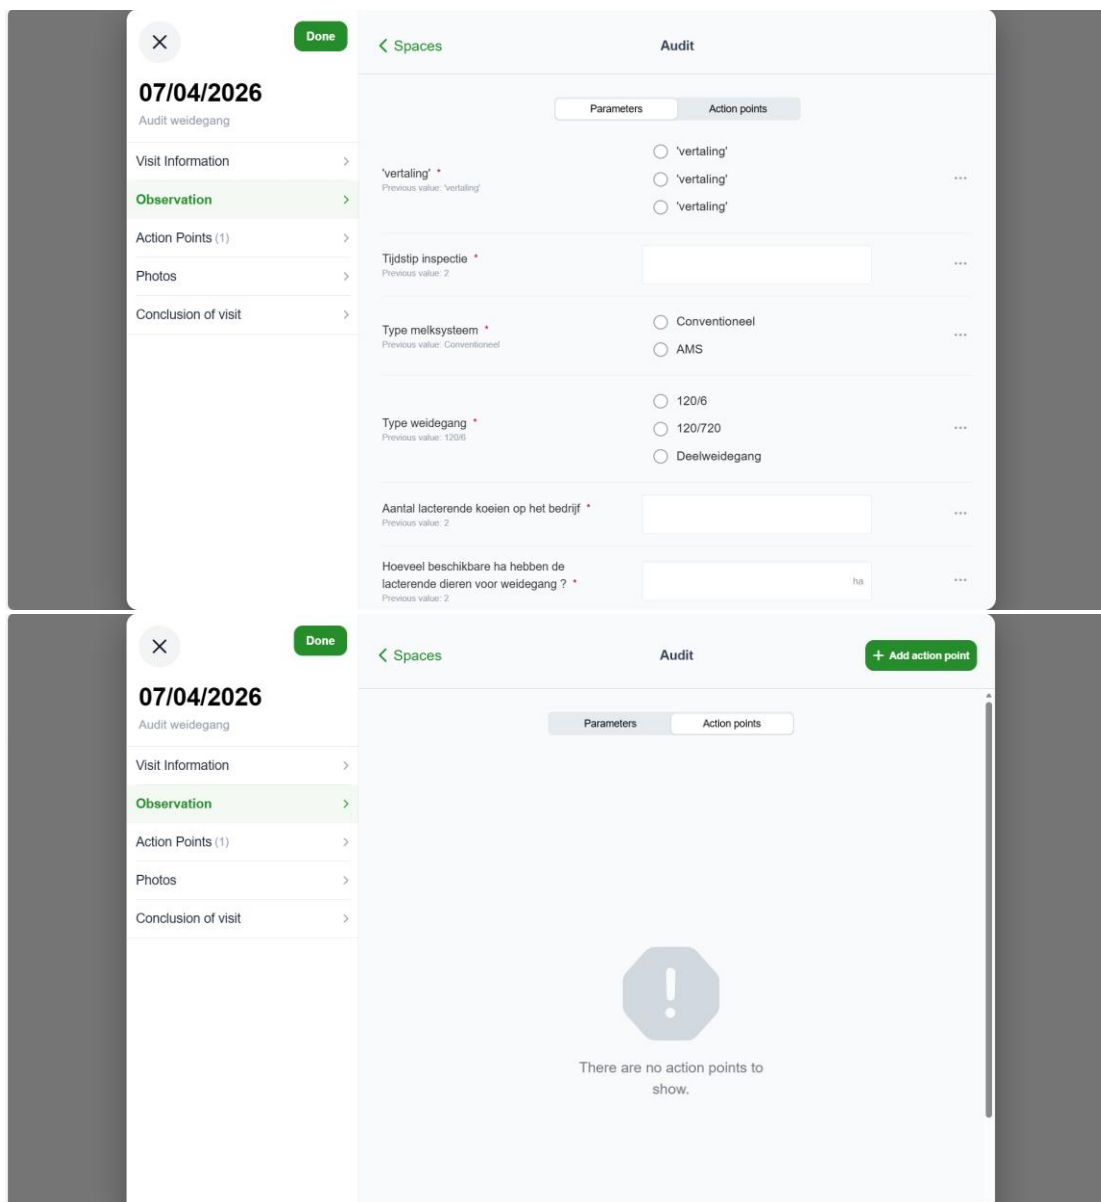 Done
07/04/2026
Audit weidegang
Visit Information
Observation
Action Points (1)
Photos
Conclusion of visit
Spaces
Audit
Parameters
Action points
'vertaling' *
Previous value: 'vertaling'
'vertaling'
'vertaling'
'vertaling'
Tijdstip inspectie *
Previous value: 2
Type melksysteem *
Previous value: Conventioneel
Conventioneel
AMS
Type weidegang *
Previous value: 120/6
120/6
120/720
Deelweidegang
Aantal lacterende koeien op het bedrijf *
Previous value: 2
Hoeveel beschikbare ha hebben de
lacterende dieren voor weidegang ? *
Previous value: 2
ha
Done
07/04/2026
Audit weidegang
Visit Information
Observation
Action Points (1)
Photos
Conclusion of visit
Spaces
Audit
+ Add action point
Parameters
Action points
There are no action points to
show.